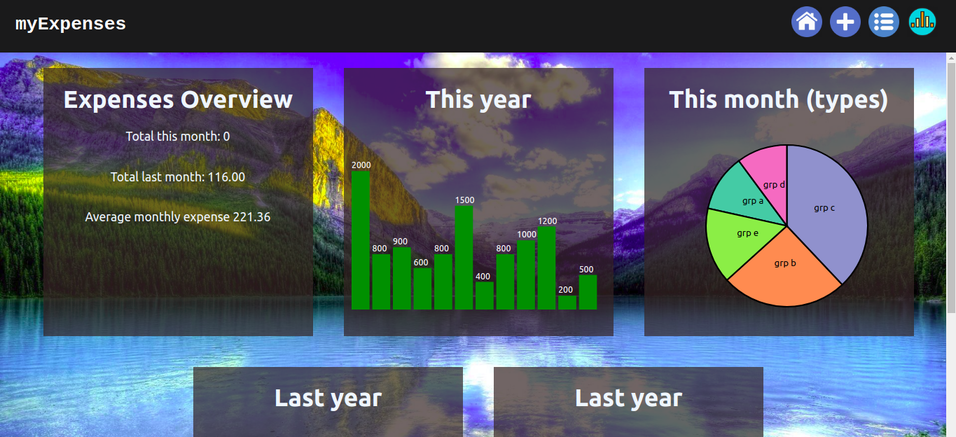 myExpenses
Expenses Overview
Total this month: 0
Total last month: 116.00
Average monthly expense 221.36
This year
2000
800
900
600
800
1500
400
800
1000
1200
200
500
This month (types)
grp d
grp c
grp a
grp e
grp b
Last year
Last year